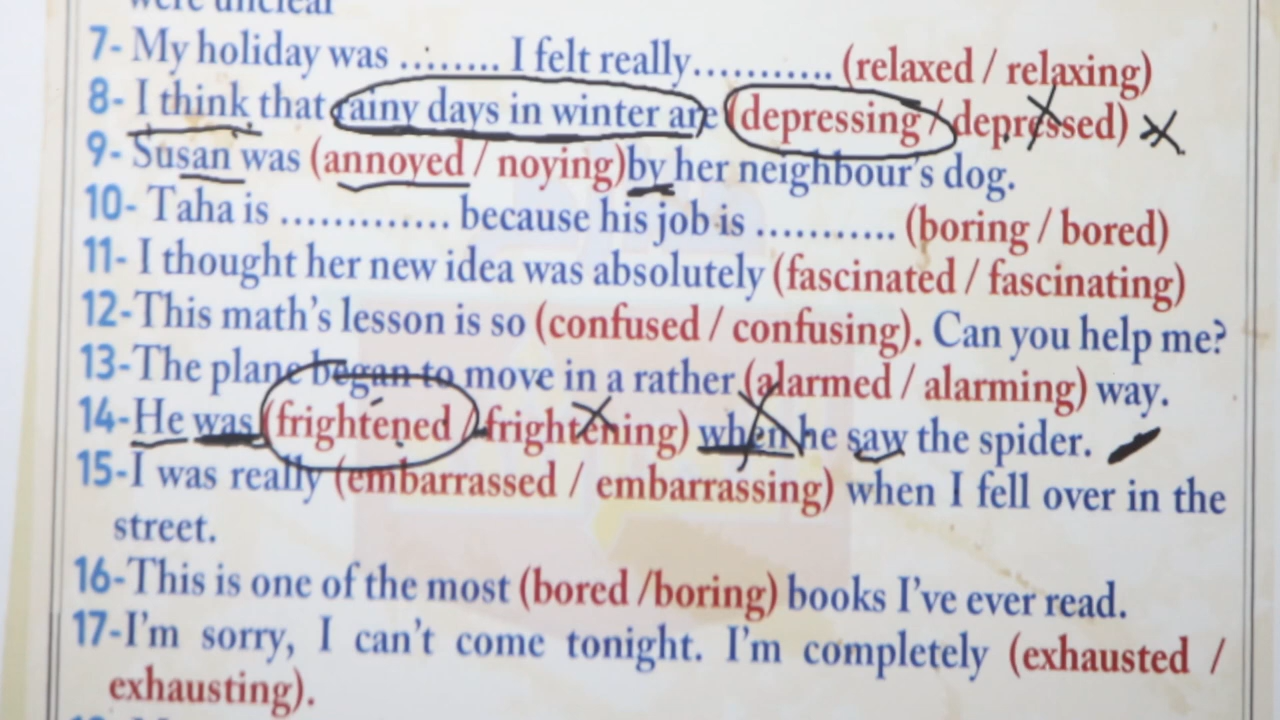 were unclear
7- My holiday was ........ I felt really........... (relaxed / relaxing)
8- I think that rainy days in winter are (depressing / depressed)
9- Susan was (annoyed / noying)by her neighbour's dog.
10- Taha is ............. because his job is ........... (boring / bored)
11- I thought her new idea was absolutely (fascinated / fascinating)
12-This math's lesson is so (confused / confusing). Can you help me?
13-The plane began to move in a rather (alarmed / alarming) way.
14-He was (frightened / frightening) when he saw the spider.
15-I was really (embarrassed / embarrassing) when I fell over in the
street.
16-This is one of the most (bored /boring) books I've ever read.
17-I'm sorry, I can't come tonight. I'm completely (exhausted /
exhausting).